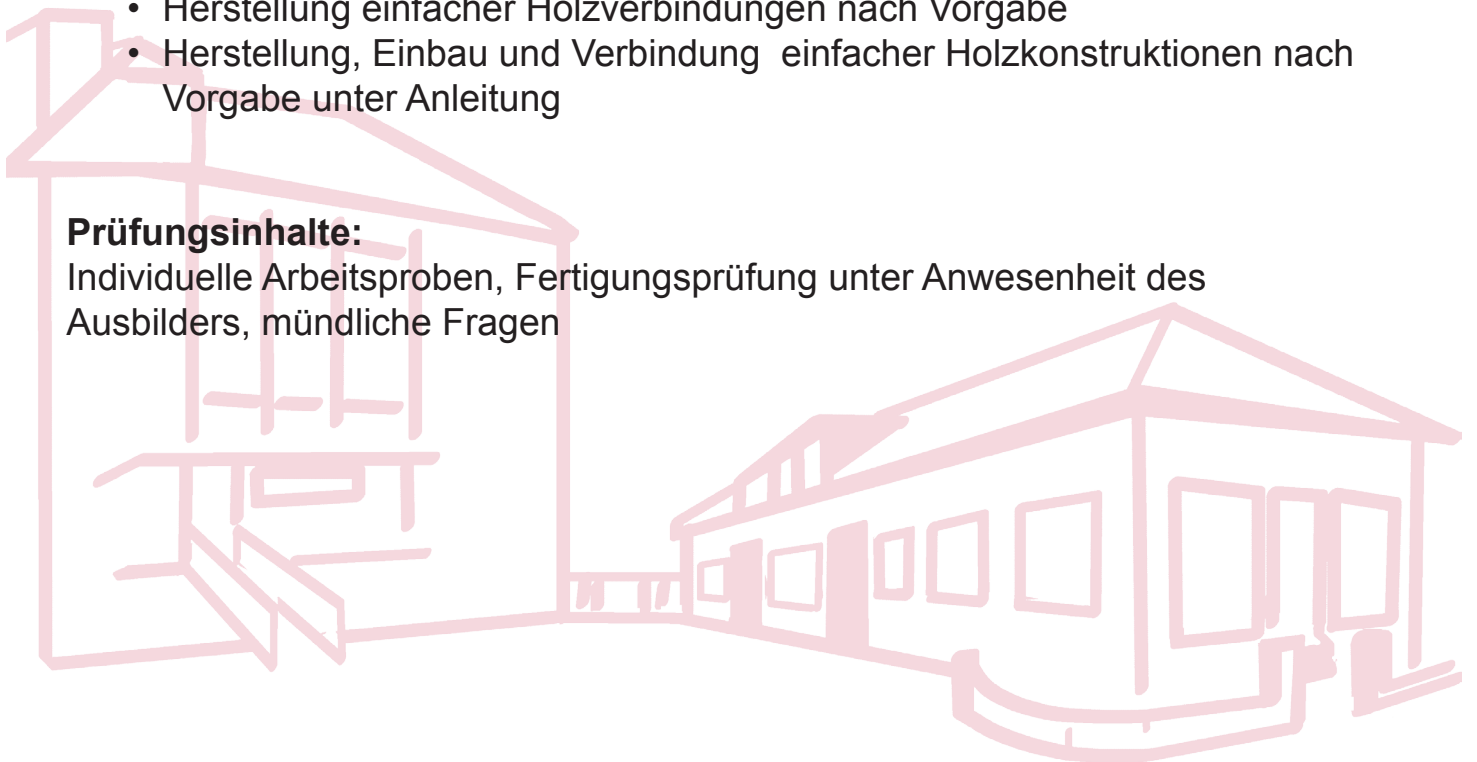 • Herstellung einfacher Holzverbindungen nach Vorgabe
• Herstellung, Einbau und Verbindung  einfacher Holzkonstruktionen nach
Vorgabe unter Anleitung
Prüfungsinhalte:
Individuelle Arbeitsproben, Fertigungsprüfung unter Anwesenheit des
Ausbilders, mündliche Fragen